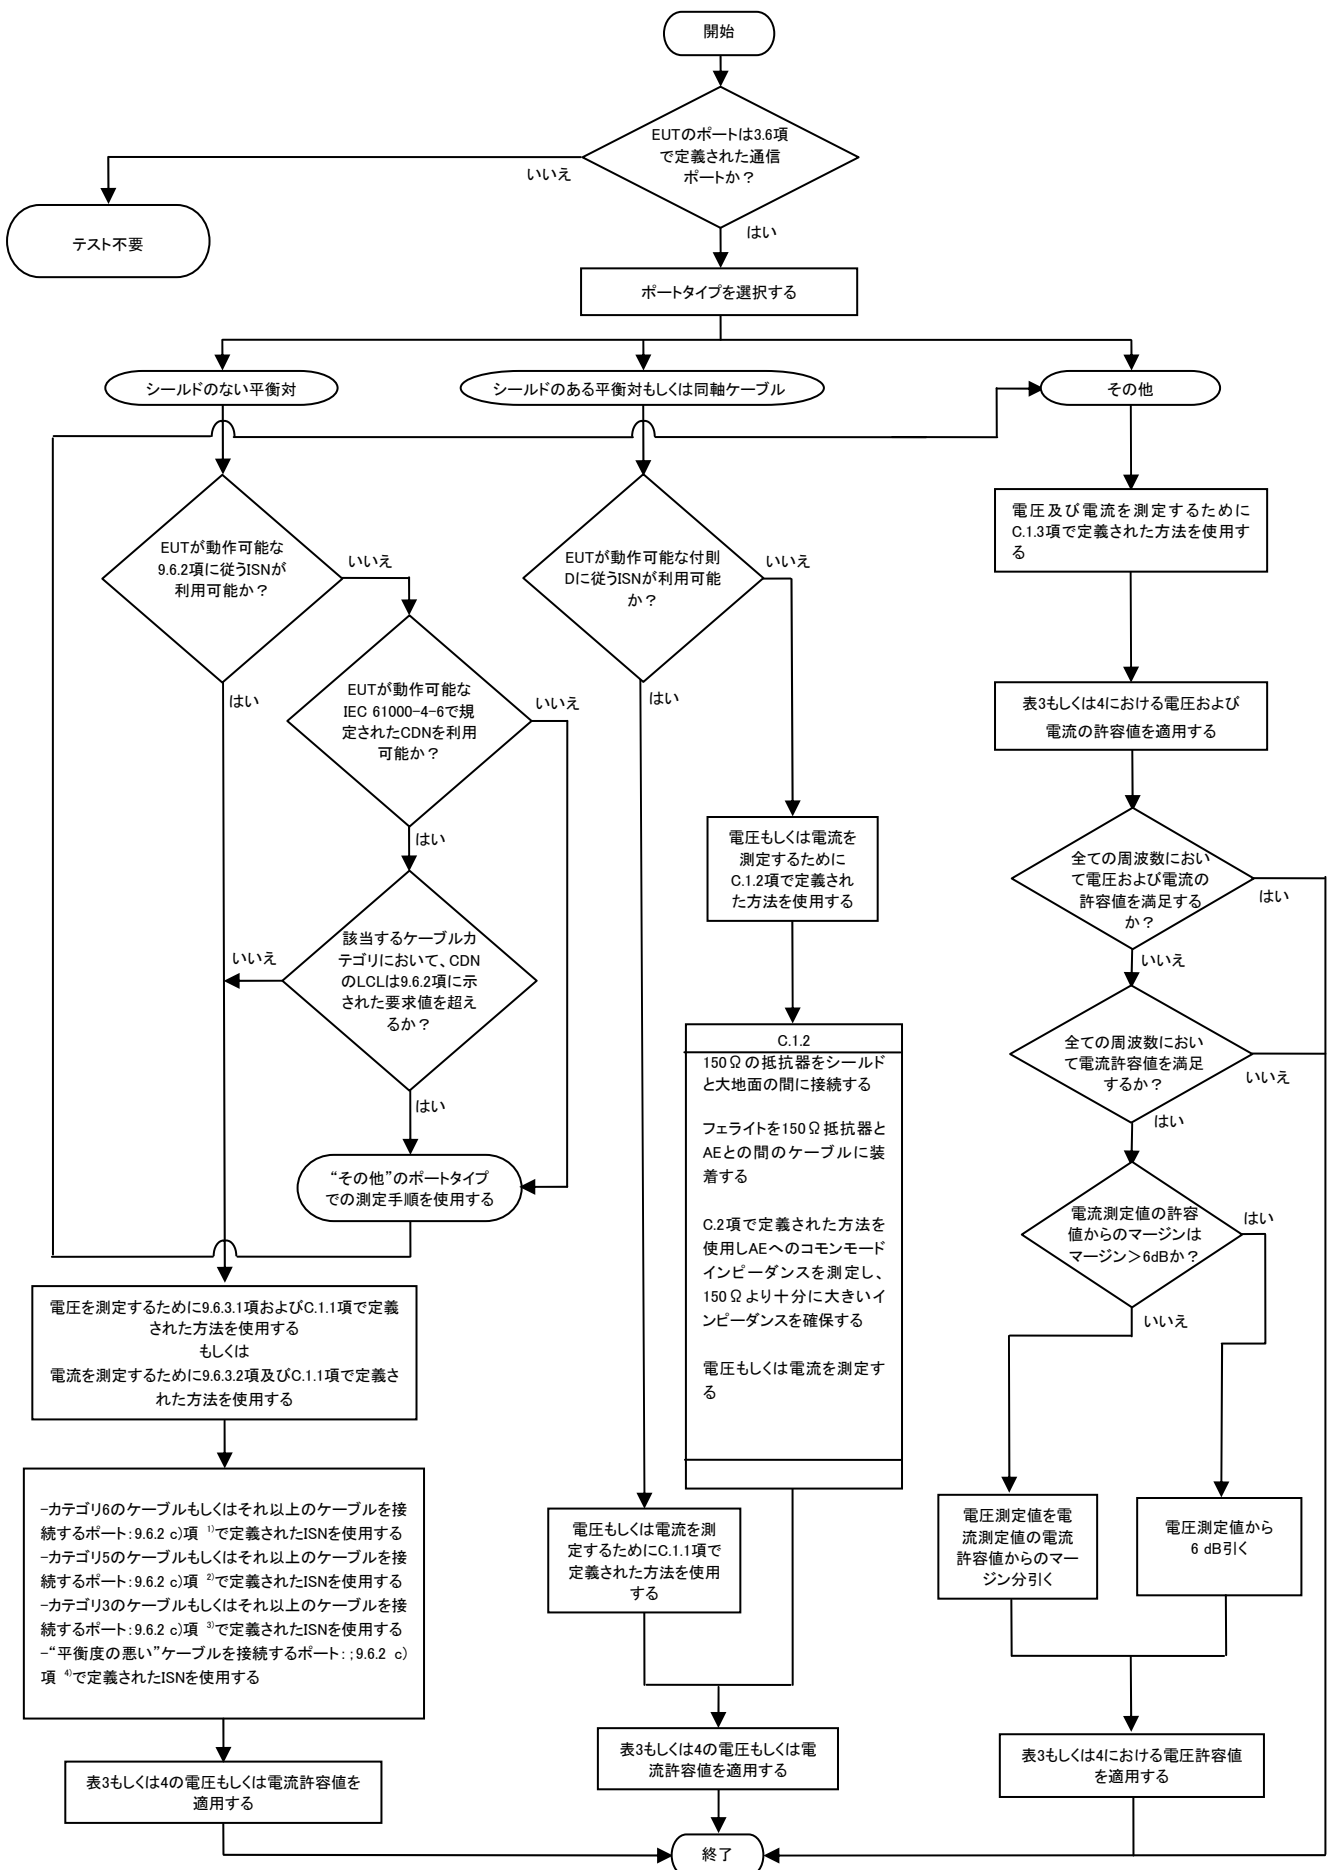 開始
EUTのポートは3.6項
で定義された通信
ポートか？
いいえ
はい
テスト不要
ポートタイプを選択する
シールドのない平衡対
シールドのある平衡対もしくは同軸ケーブル
その他
EUTが動作可能な
9.6.2項に従うISNが
利用可能か？
いいえ
はい
EUTが動作可能な
IEC 61000-4-6で規
定されたCDNを利用
可能か？
いいえ
はい
該当するケーブルカ
テゴリにおいて、CDN
のLCLは9.6.2項に示
された要求値を超え
るか？
いいえ
はい
“その他”のポートタイプ
での測定手順を使用する
電圧を測定するために9.6.3.1項およびC.1.1項で定義
された方法を使用する
もしくは
電流を測定するために9.6.3.2項及びC.1.1項で定義さ
れた方法を使用する
-カテゴリ6のケーブルもしくはそれ以上のケーブルを接
続するポート：9.6.2 c)項 1)で定義されたISNを使用する
-カテゴリ5のケーブルもしくはそれ以上のケーブルを接
続するポート：9.6.2 c)項 2)で定義されたISNを使用する
-カテゴリ3のケーブルもしくはそれ以上のケーブルを接
続するポート：9.6.2 c)項 3)で定義されたISNを使用する
-“平衡度の悪い”ケーブルを接続するポート：;9.6.2 c)
項 4)で定義されたISNを使用する
表3もしくは4の電圧もしくは電流許容値を
適用する
EUTが動作可能な付則
Dに従うISNが利用可能
か？
いいえ
はい
電圧もしくは電流を
測定するために
C.1.2項で定義され
た方法を使用する
C.1.2
150Ωの抵抗器をシールド
と大地面の間に接続する
フェライトを150Ω抵抗器と
AEとの間のケーブルに装
着する
C.2項で定義された方法を
使用しAEへのコモンモード
インピーダンスを測定し、
150Ωより十分に大きいイ
ンピーダンスを確保する
電圧もしくは電流を測定す
る
電圧もしくは電流を測
定するためにC.1.1項で
定義された方法を使用
する
表3もしくは4の電圧もしくは電
流許容値を適用する
電圧及び電流を測定するために
C.1.3項で定義された方法を使用す
る
表3もしくは4における電圧および
電流の許容値を適用する
全ての周波数におい
て電圧および電流の
許容値を満足する
か？
はい
いいえ
全ての周波数におい
て電流許容値を満足
するか？
いいえ
はい
電流測定値の許容
値からのマージンは
マージン＞6dBか？
はい
いいえ
電圧測定値を電
流測定値の電流
許容値からのマー
ジン分引く
電圧測定値から
6 dB引く
表3もしくは4における電圧許容値
を適用する
終了